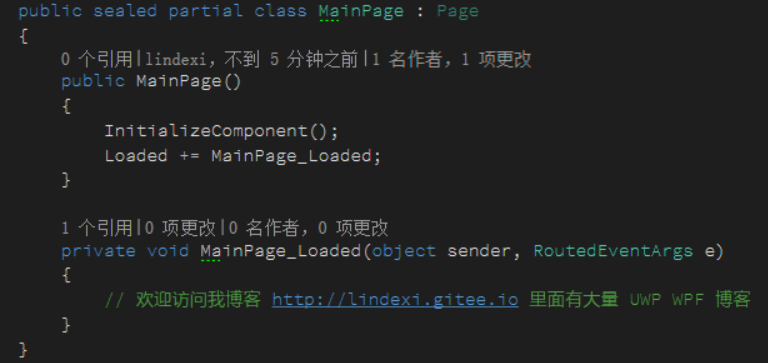 public sealed partial class MainPage : Page
{
0 个引用|lindexi，不到 5 分钟之前|1 名作者，1 项更改
public MainPage()
{
InitializeComponent();
Loaded += MainPage_Loaded;
}
1 个引用|0 项更改|0 名作者，0 项更改
private void MainPage_Loaded(object sender, RoutedEventArgs e)
{
// 欢迎访问我博客 http://lindexi.gitee.io 里面有大量 UWP WPF 博客
}
}